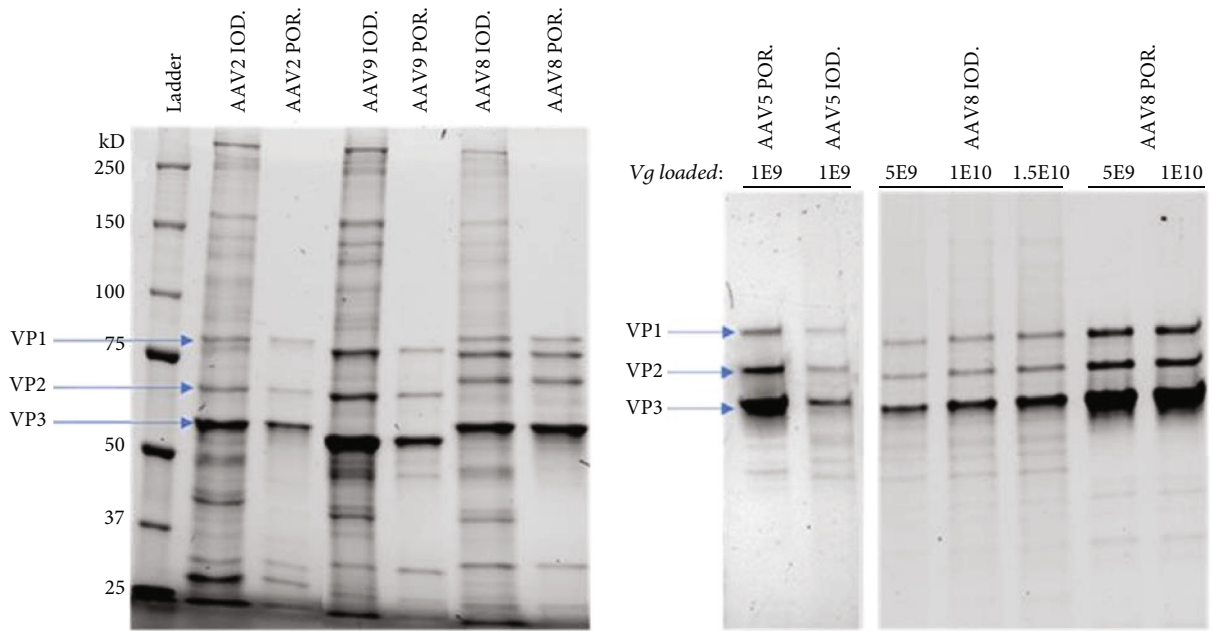 Ladder
AAV2 IOD.
AAV2 POR.
AAV9 IOD.
AAV9 POR.
AAV8 IOD.
AAV8 POR.
kD
250
150
100
75
50
37
25
VP1
VP2
VP3
AAV5 POR.
AAV5 IOD.
AAV8 IOD.
AAV8 POR.
Vg loaded: 1E9 1E9 5E9 1E10 1.5E10 5E9 1E10
VP1
VP2
VP3